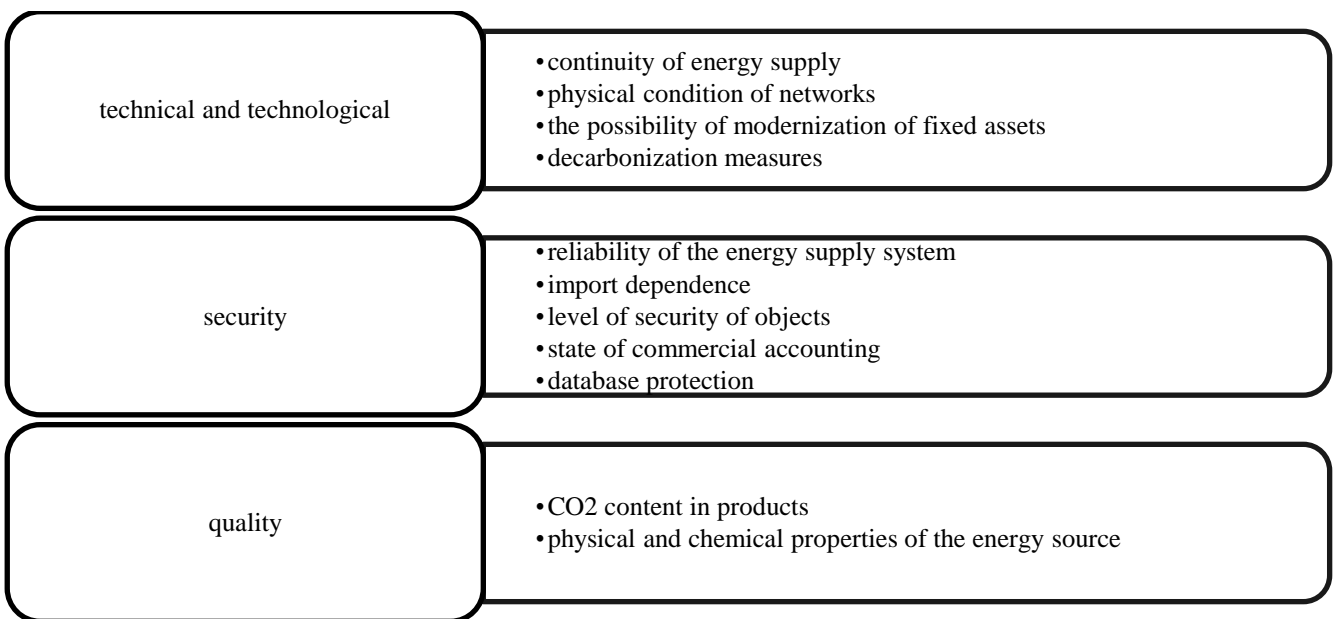 technical and technological
•continuity of energy supply
•physical condition of networks
•the possibility of modernization of fixed assets
•decarbonization measures
security
•reliability of the energy supply system
•import dependence
•level of security of objects
•state of commercial accounting
•database protection
quality
•CO2 content in products
•physical and chemical properties of the energy source